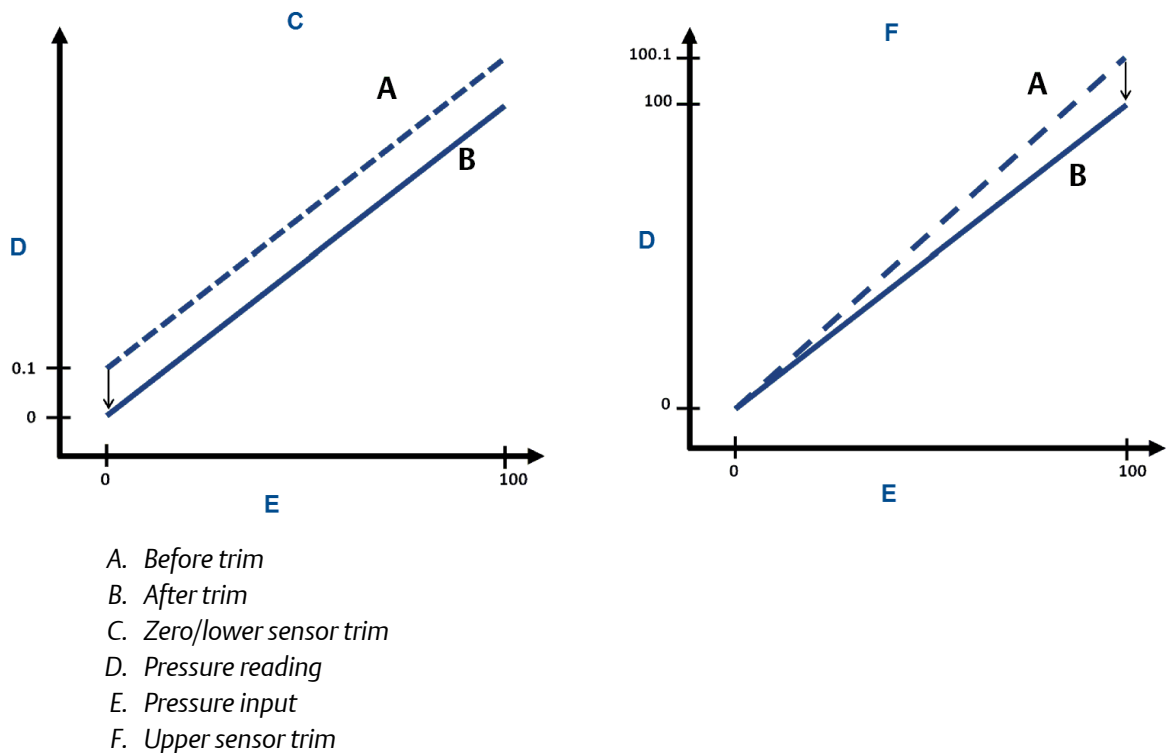 C
A
B
D
0.1
0
0
100
E
F
100.1
100
A
B
D
0
0
100
E
A. Before trim
B. After trim
C. Zero/lower sensor trim
D. Pressure reading
E. Pressure input
F. Upper sensor trim